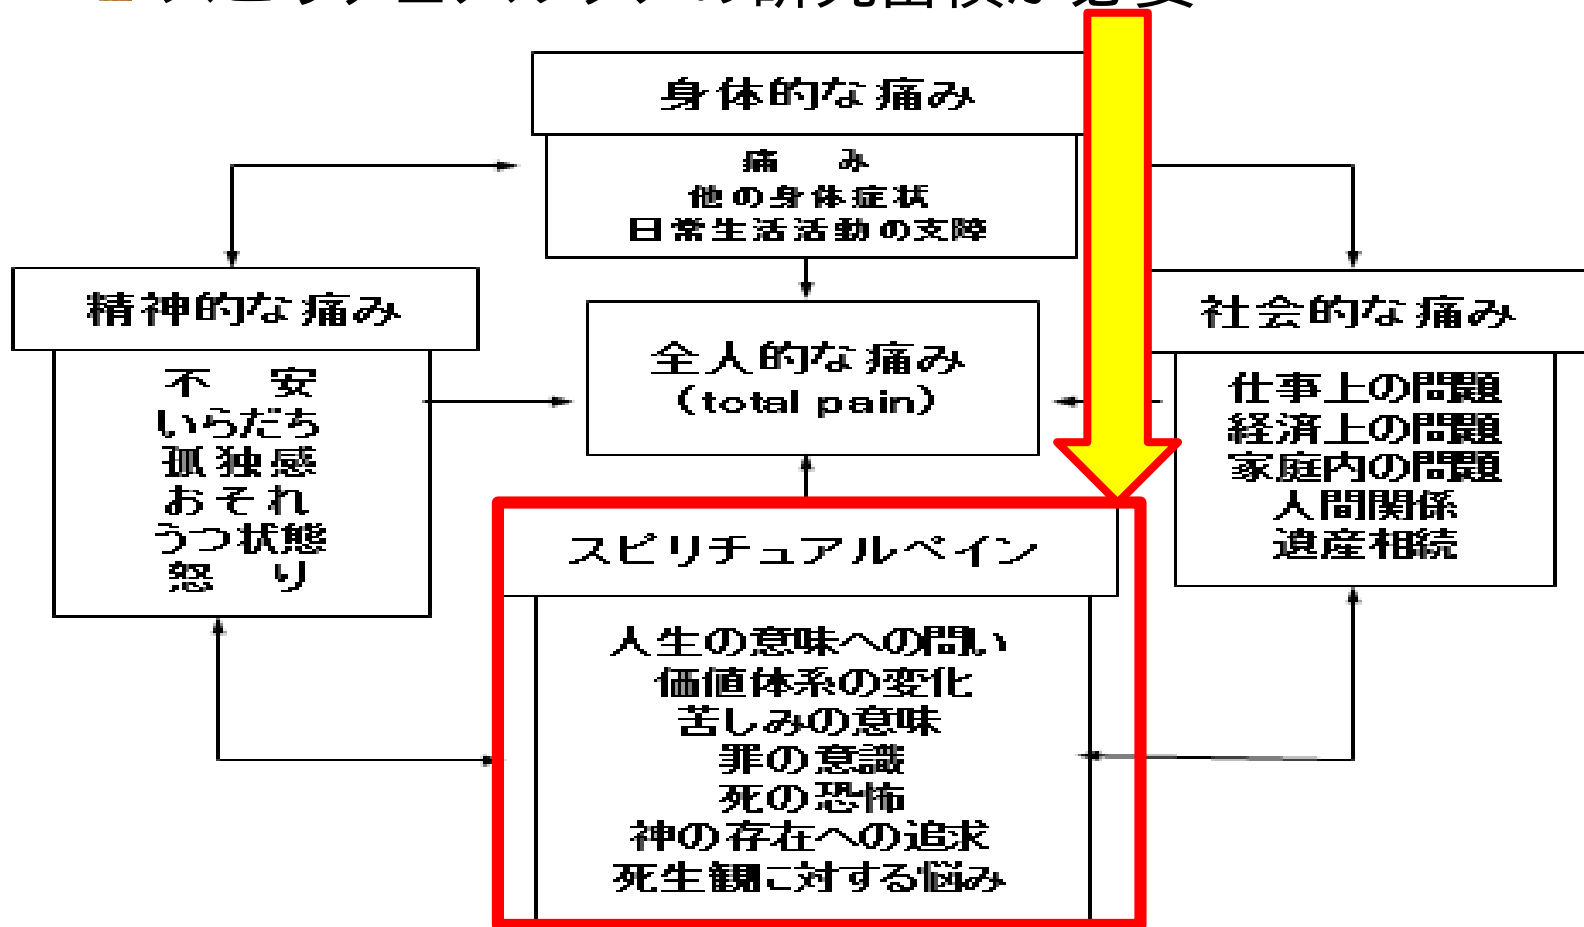 身体的な痛み
痛　み
他の身体症状
日常生活活動の支障
精神的な痛み
不　安
いらだち
孤独感
おそれ
うつ状態
怒　り
全人的な痛み
(total pain)
社会的な痛み
仕事上の問題
経済上の問題
家庭内の問題
人間関係
遺産相続
スピリチュアルペイン
人生の意味への問い
価値体系の変化
苦しみの意味
罪の意識
死の恐怖
神の存在への追求
死生観に対する悩み